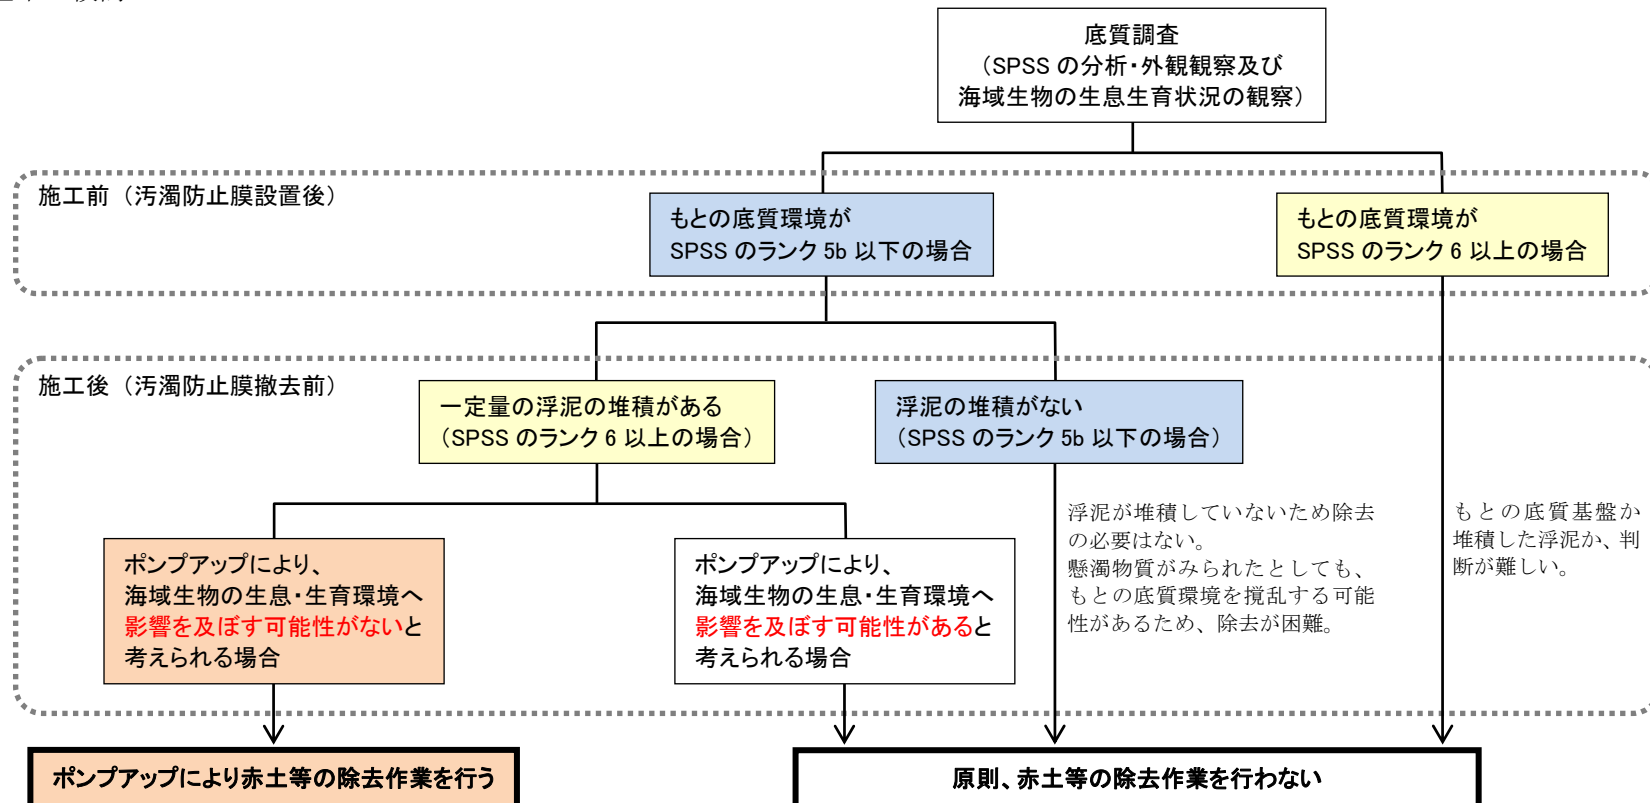 底質調査
（SPSS の分析・外観観察及び
海域生物の生息生育状況の観察）
施工前（汚濁防止膜設置後）
もとの底質環境が
SPSS のランク 5b 以下の場合
もとの底質環境が
SPSS のランク 6 以上の場合
施工後（汚濁防止膜撤去前）
一定量の浮泥の堆積がある
（SPSS のランク 6 以上の場合）
浮泥の堆積がない
（SPSS のランク 5b 以下の場合）
ポンプアップにより、
海域生物の生息・生育環境へ
影響を及ぼす可能性がないと
考えられる場合
ポンプアップにより、
海域生物の生息・生育環境へ
影響を及ぼす可能性があると
考えられる場合
浮泥が堆積していないため除去
の必要はない。
懸濁物質がみられたとしても、
もとの底質環境を撹乱する可能
性があるため、除去が困難。
もとの底質基盤か
堆積した浮泥か、判
断が難しい。
ポンプアップにより赤土等の除去作業を行う
原則、赤土等の除去作業を行わない